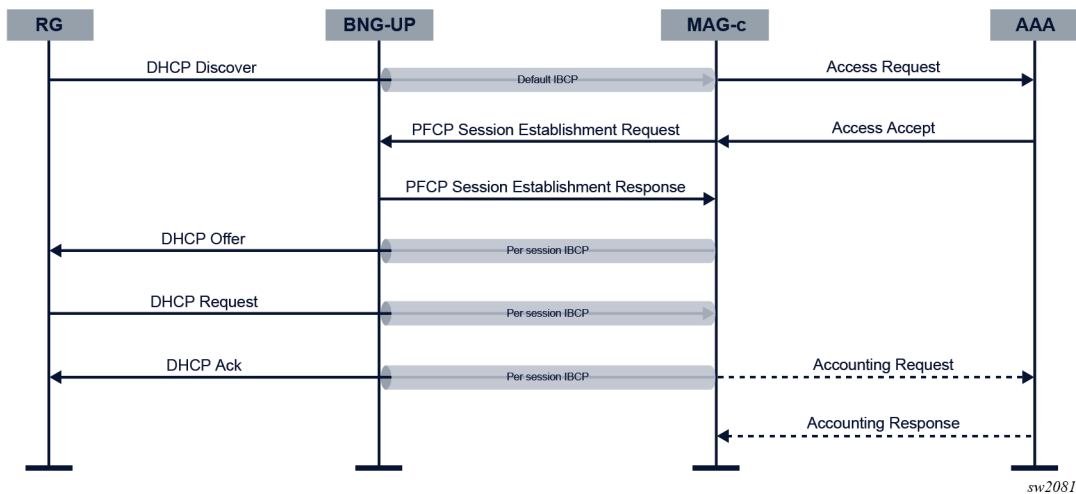 RG BNG-UP MAG-c AAA
DHCP Discover Default IBCP Access Request
PFCP Session Establishment Request Access Accept
PFCP Session Establishment Response
DHCP Offer Per session IBCP
DHCP Request Per session IBCP
DHCP Ack Per session IBCP Accounting Request
Accounting Response
sw2081